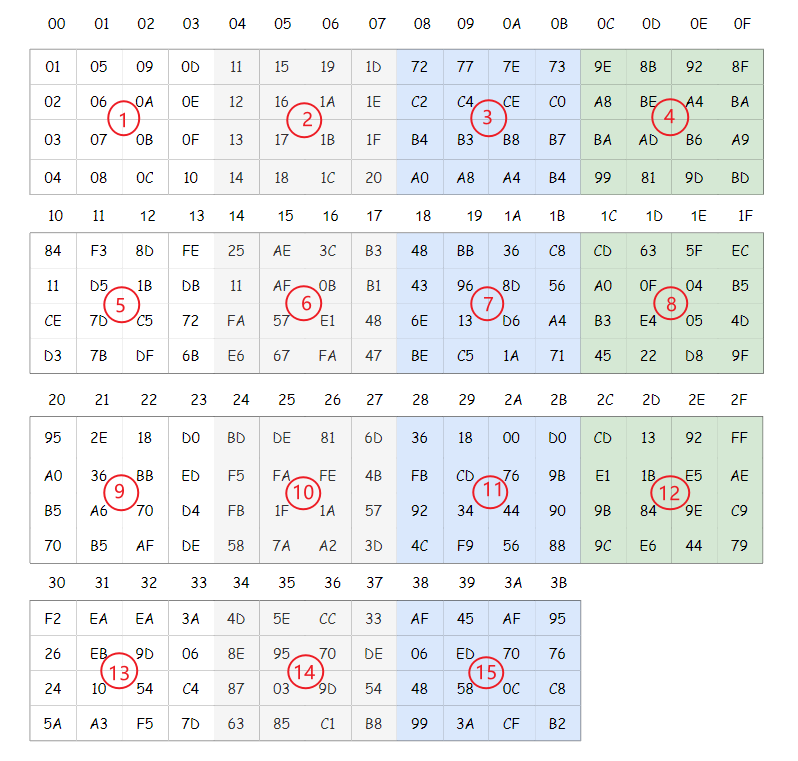 00 01 02 03 04 05 06 07 08 09 0A 0B 0C 0D 0E 0F
01 05 09 0D 11 15 19 1D 72 77 7E 73 9E 8B 92 8F
02 06 0A 0E 12 16 1A 1E C2 C4 CE C0 A8 BE A4 BA
1 2 3 4
03 07 0B 0F 13 17 1B 1F B4 B3 B8 B7 BA AD B6 A9
04 08 0C 10 14 18 1C 20 A0 A8 A4 B4 99 81 9D BD
10 11 12 13 14 15 16 17 18 19 1A 1B 1C 1D 1E 1F
84 F3 8D FE 25 AE 3C B3 48 BB 36 C8 CD 63 5F EC
11 D5 1B DB 11 AF 0B B1 43 96 8D 56 A0 0F 04 B5
5 6 7 8
CE 7D C5 72 FA 57 E1 48 6E 13 D6 A4 B3 E4 05 4D
D3 7B DF 6B E6 67 FA 47 BE C5 1A 71 45 22 D8 9F
20 21 22 23 24 25 26 27 28 29 2A 2B 2C 2D 2E 2F
95 2E 18 D0 BD DE 81 6D 36 18 00 D0 CD 13 92 FF
A0 36 BB ED F5 FA FE 4B FB CD 76 9B E1 1B E5 AE
9 10 11 12
B5 A6 70 D4 FB 1F 1A 57 92 34 44 90 9B 84 9E C9
70 B5 AF DE 58 7A A2 3D 4C F9 56 88 9C E6 44 79
30 31 32 33 34 35 36 37 38 39 3A 3B
F2 EA EA 3A 4D 5E CC 33 AF 45 AF 95
26 EB 9D 06 8E 95 70 DE 06 ED 70 76
13 14 15
24 10 54 C4 87 03 9D 54 48 58 0C C8
5A A3 F5 7D 63 85 C1 B8 99 3A CF B2